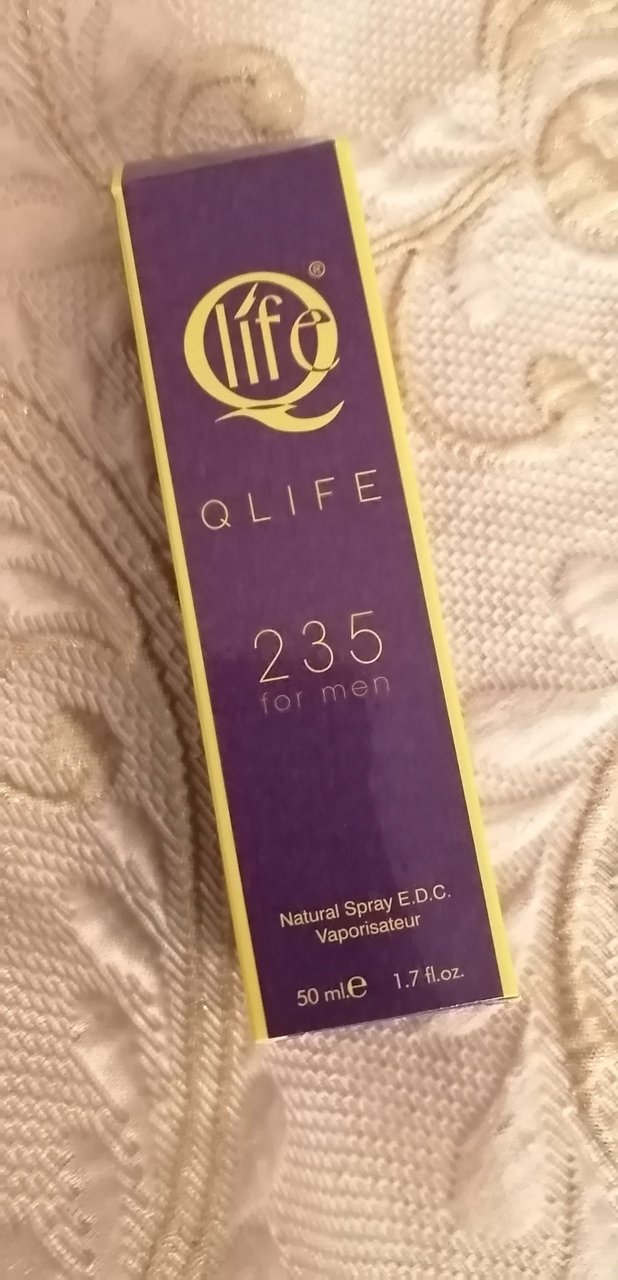 Qlife®
QLIFE
235
for men
Natural Spray E.D.C.
Vaporisateur
50 ml.e 1.7 fl.oz.